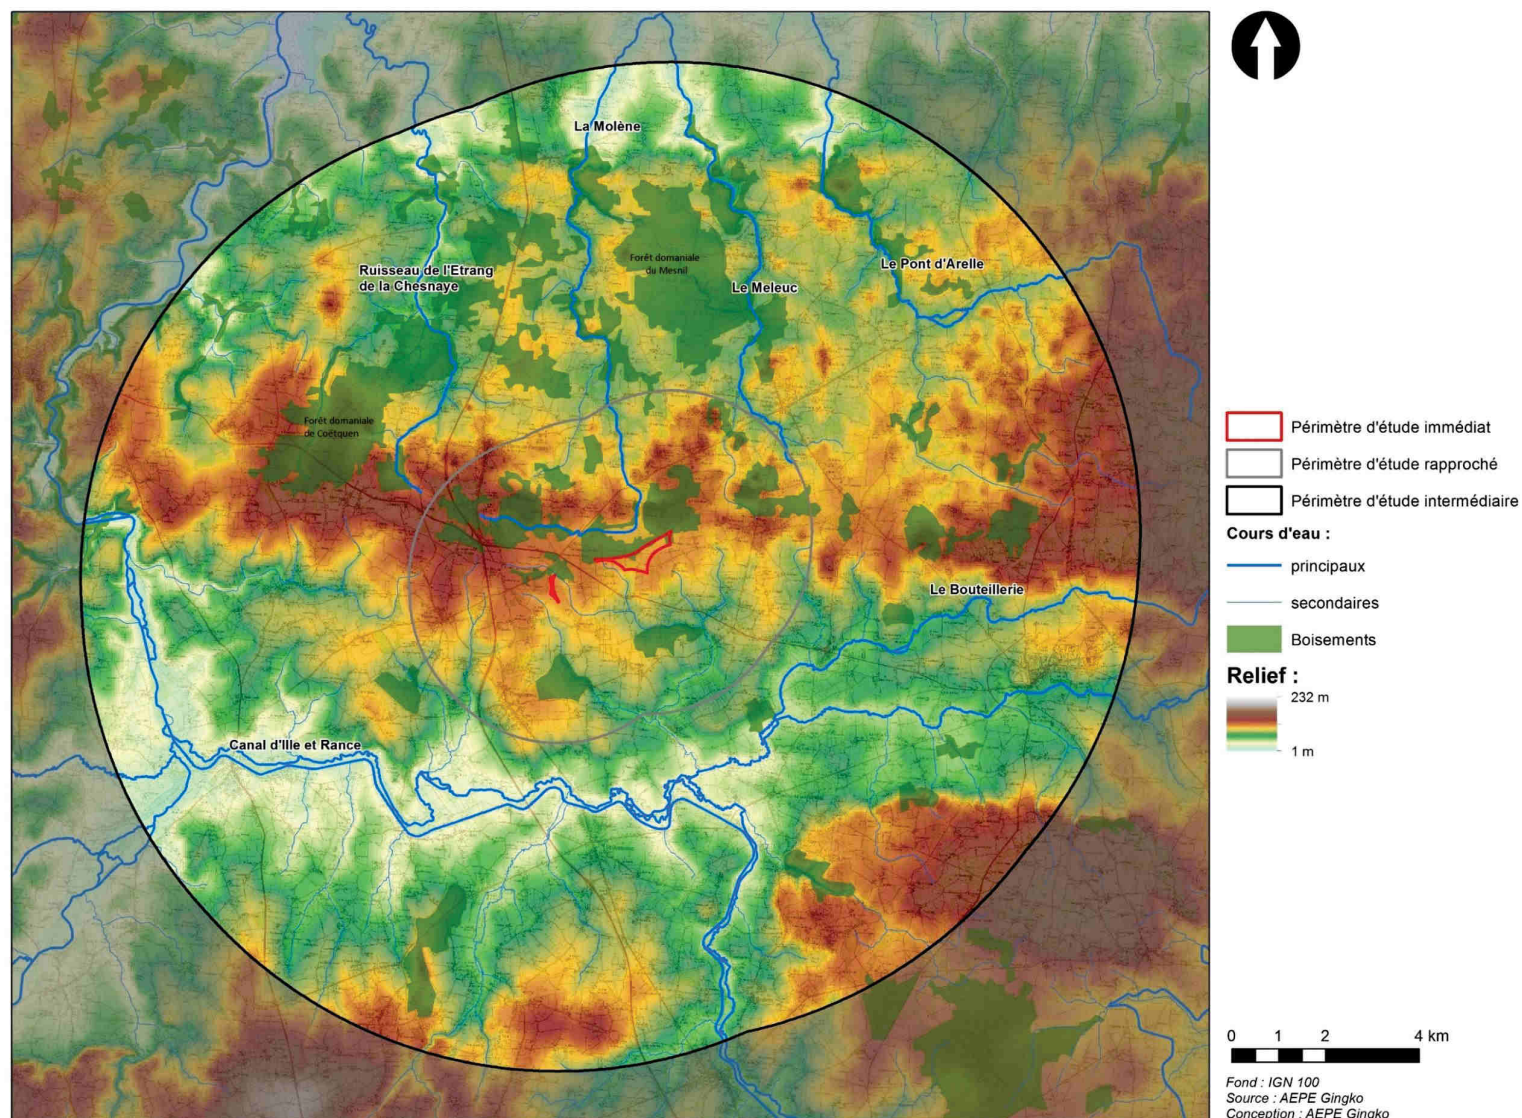 La Molène
Forêt domaniale
du Mesnil
Ruisseau de l'Etrang
de la Chesnaye
Le Pont d'Arelle
Le Meleuc
Forêt domaniale
de Coëtquen
Le Bouteillerie
Canal d'Ille et Rance
Périmètre d'étude immédiat
Périmètre d'étude rapproché
Périmètre d'étude intermédiaire
Cours d'eau :
principaux
secondaires
Boisements
Relief :
232 m
1 m
0 1 2 4 km
Fond : IGN 100
Source : AEPE Gingko
Conception : AEPE Gingko